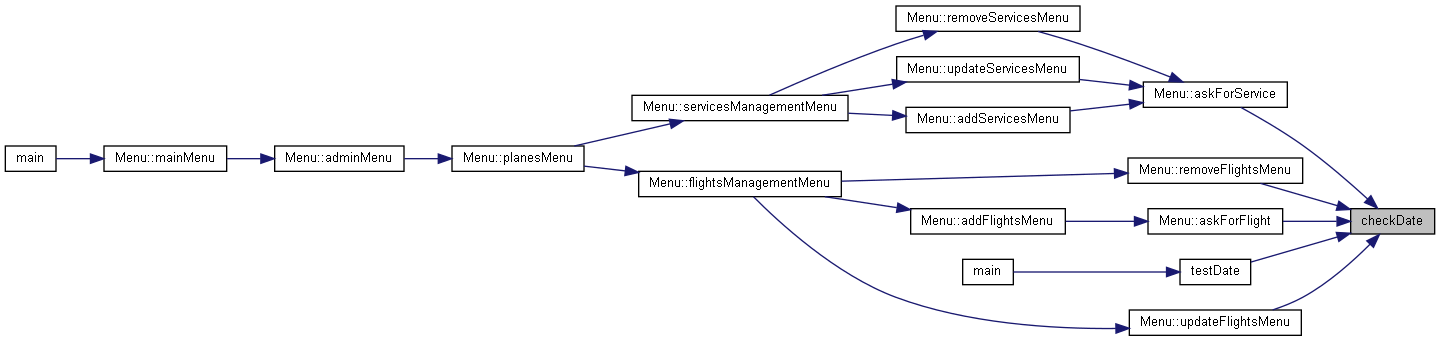 Menu::removeServicesMenu
Menu::updateServicesMenu
Menu::askForService
Menu::servicesManagementMenu
Menu::addServicesMenu
main
Menu::mainMenu
Menu::adminMenu
Menu::planesMenu
Menu::removeFlightsMenu
Menu::flightsManagementMenu
Menu::addFlightsMenu
Menu::askForFlight
checkDate
main
testDate
Menu::updateFlightsMenu